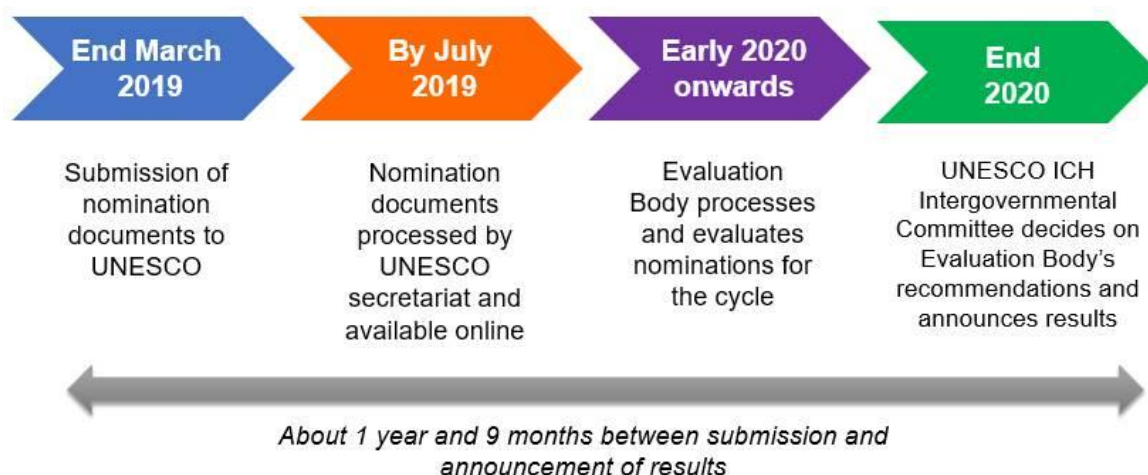 End March
2019
By July
2019
Early 2020
onwards
End
2020
Submission of
nomination
documents to
UNESCO
Nomination
documents
processed by
UNESCO
secretariat and
available online
Evaluation
Body processes
and evaluates
nominations for
the cycle
UNESCO ICH
Intergovernmental
Committee decides on
Evaluation Body's
recommendations and
announces results
About 1 year and 9 months between submission and
announcement of results